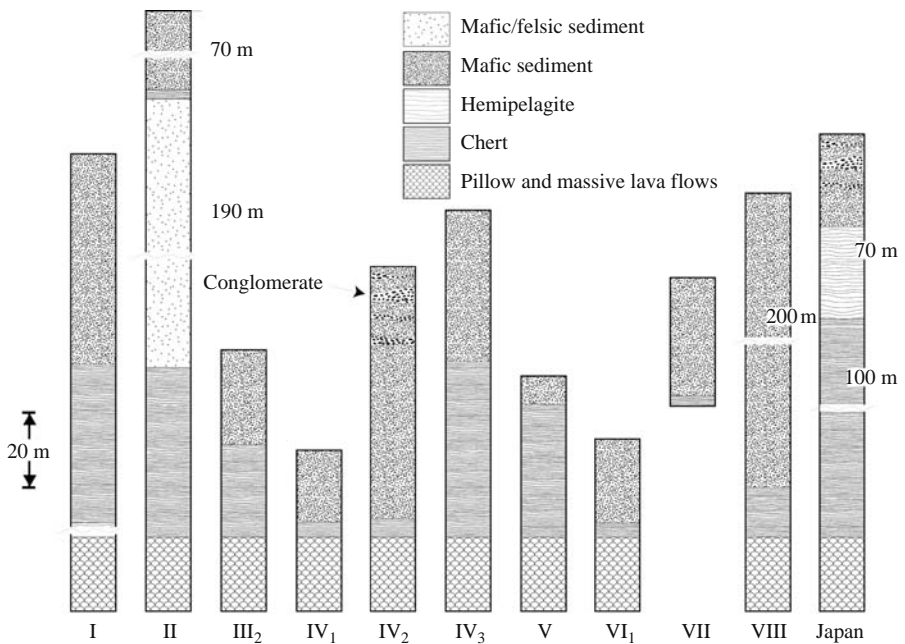 Mafic/felsic sediment
70 m
Mafic sediment
Hemipelagite
Chert
Pillow and massive lava flows
190 m
Conglomerate
70 m
200 m
100 m
20 m
I II III₂ IV₁ IV₂ IV₃ V VI₁ VII VIII Japan